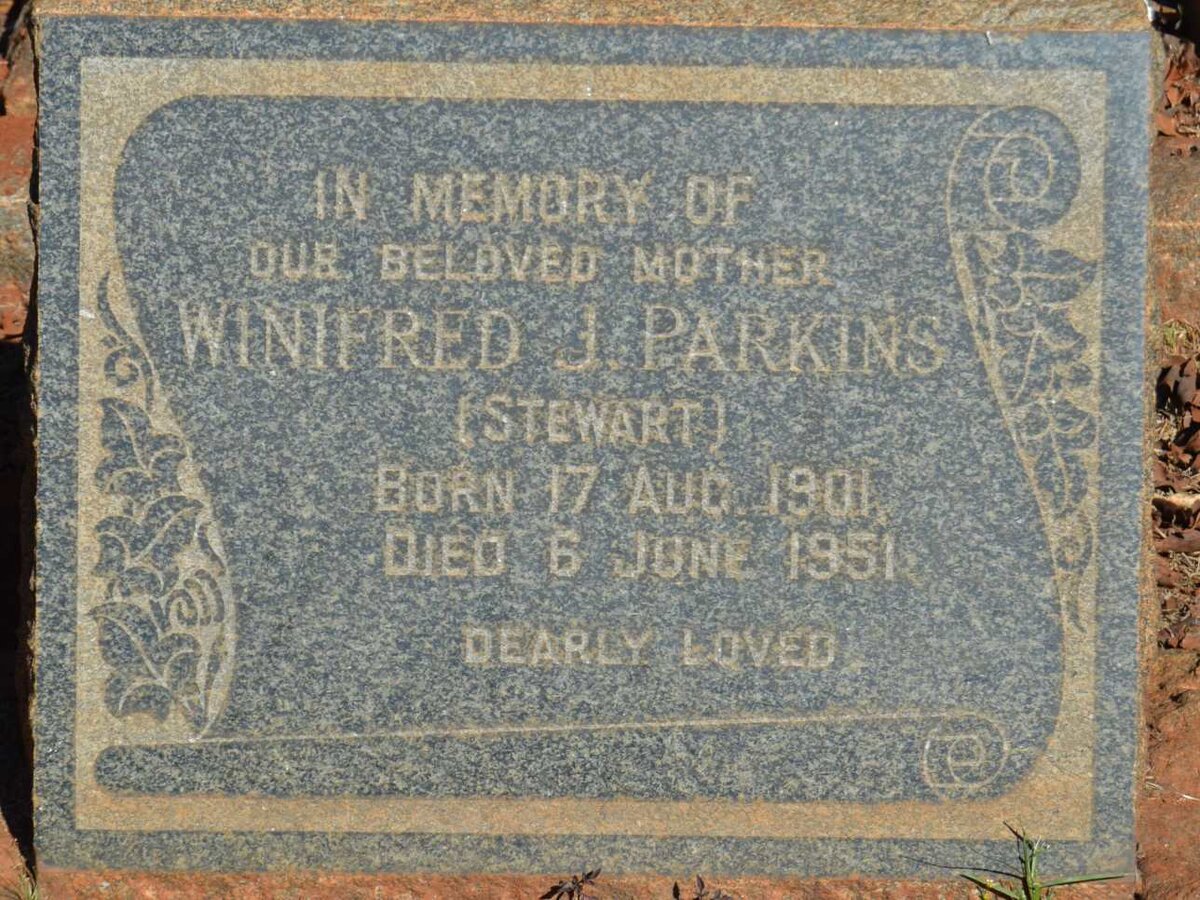 IN MEMORY OF
OUR BELOVED MOTHER
WINIFRED J. PARKINS
(STEWART)
BORN 17 AUG. 1901.
DIED 6 JUNE 1951.
DEARLY LOVED